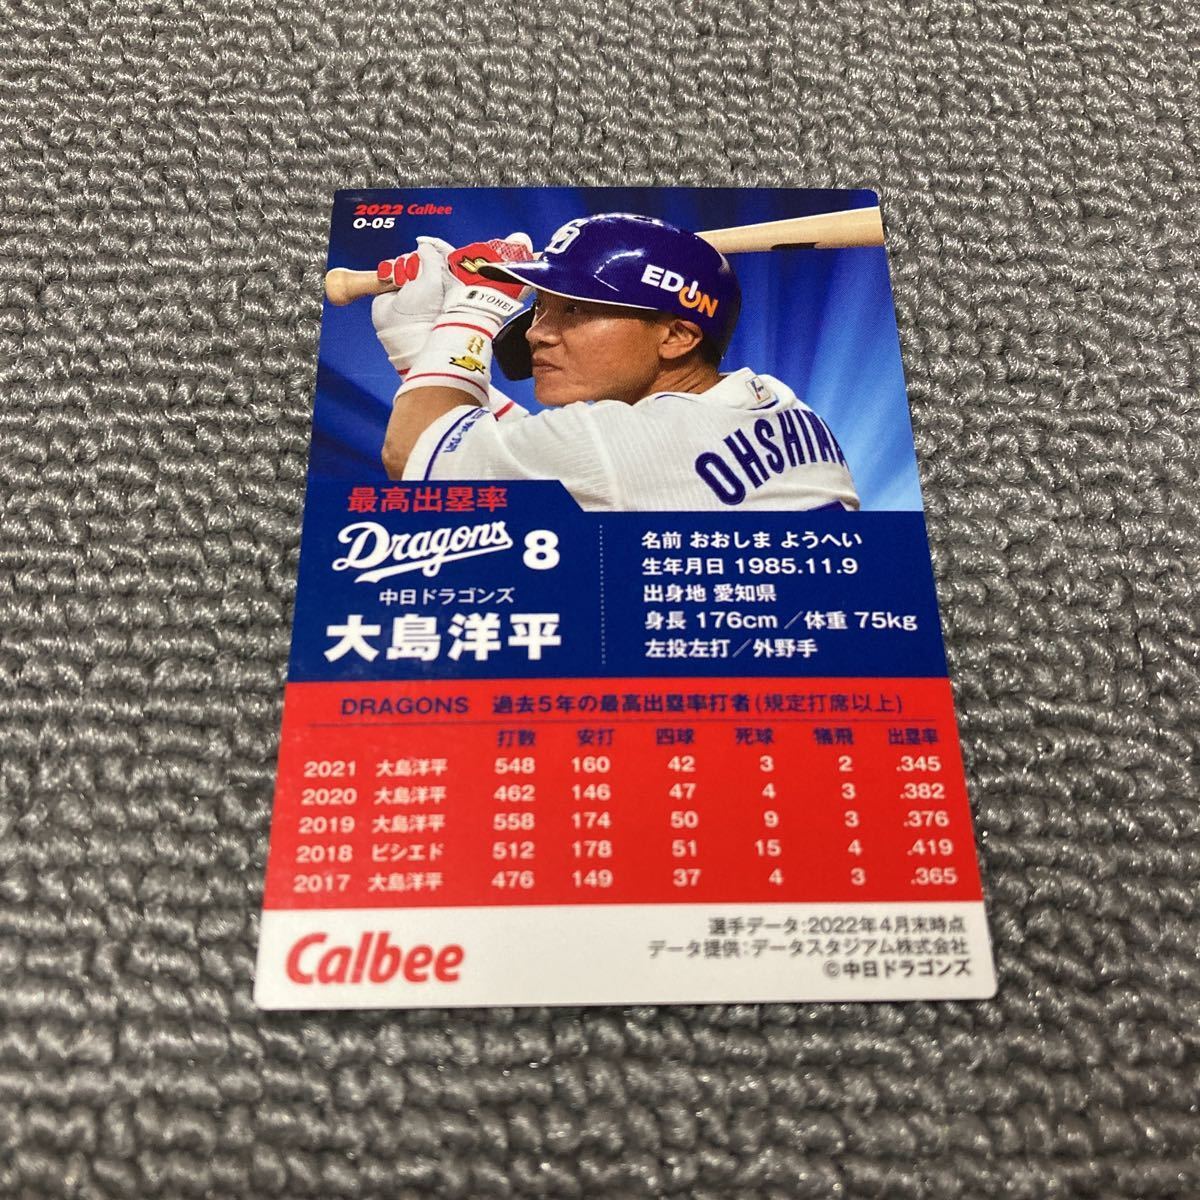 2022 Calbee
O-05
EDION
YOHEI
OHSHIMA
最高出塁率
Dragons 8
中日ドラゴンズ
大島洋平
名前 おおしま ようへい
生年月日 1985.11.9
出身地 愛知県
身長 176cm／体重 75kg
左投左打／外野手
DRAGONS 過去5年の最高出塁率打者(規定打席以上)
打数 安打 四球 死球 犠飛 出塁率
2021 大島洋平 548 160 42 3 2 .345
2020 大島洋平 462 146 47 4 3 .382
2019 大島洋平 558 174 50 9 3 .376
2018 ビシエド 512 178 51 15 4 .419
2017 大島洋平 476 149 37 4 3 .365
Calbee
選手データ:2022年4月末時点
データ提供:データスタジアム株式会社
©中日ドラゴンズ